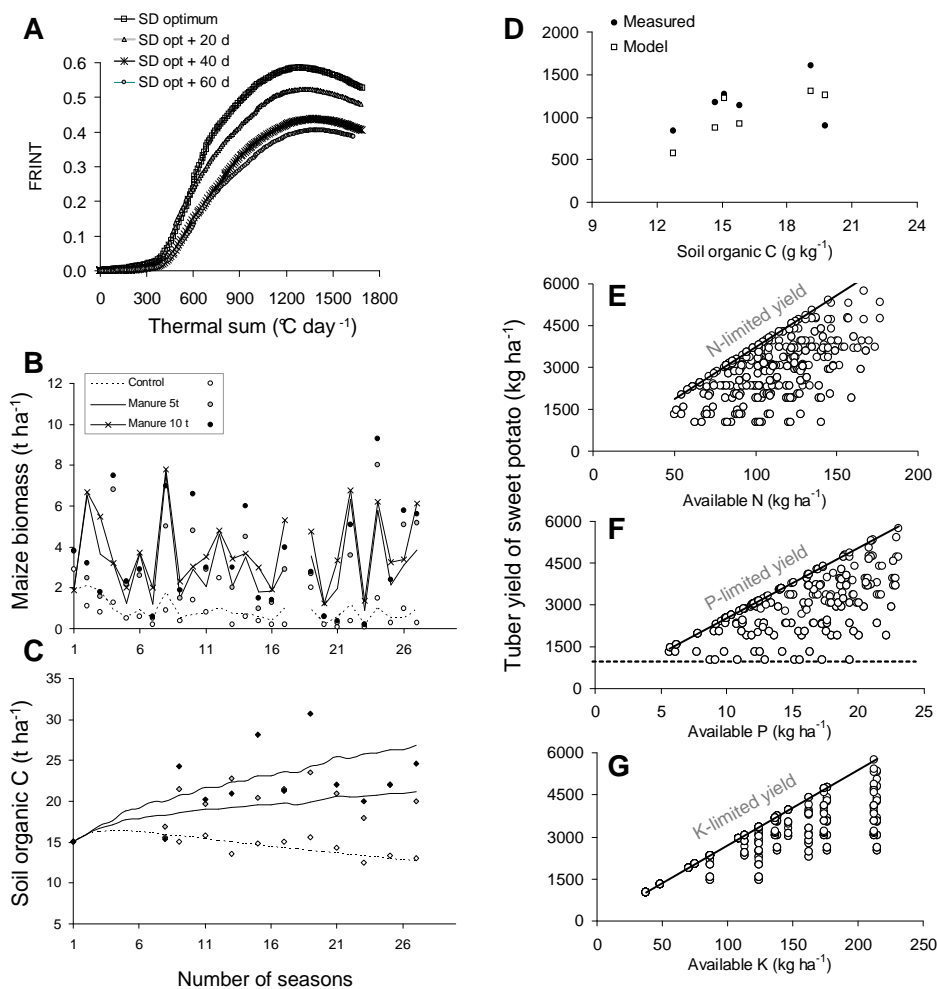 A
SD optimum
SD opt + 20 d
SD opt + 40 d
SD opt + 60 d
0.6
0.5
0.4
0.3
0.2
0.1
0.0
FRINT
0 300 600 900 1200 1500 1800
Thermal sum (°C day -1)
B
12
10
8
6
4
2
0
Maize biomass (t ha-1)
Control
Manure 5t
Manure 10 t
1 6 11 16 21 26
C
35
30
25
20
15
10
5
Soil organic C (t ha-1)
1 6 11 16 21 26
Number of seasons
D
Measured
Model
2000
1500
1000
500
0
9 12 15 18 21 24
Soil organic C (g kg-1)
Tuber yield of sweet potato (kg ha-1)
E
N-limited yield
6000
4500
3000
1500
0
0 50 100 150 200
Available N (kg ha-1)
F
P-limited yield
6000
4500
3000
1500
0
0 5 10 15 20 25
Available P (kg ha-1)
G
K-limited yield
6000
4500
3000
1500
0
0 50 100 150 200 250
Available K (kg ha-1)